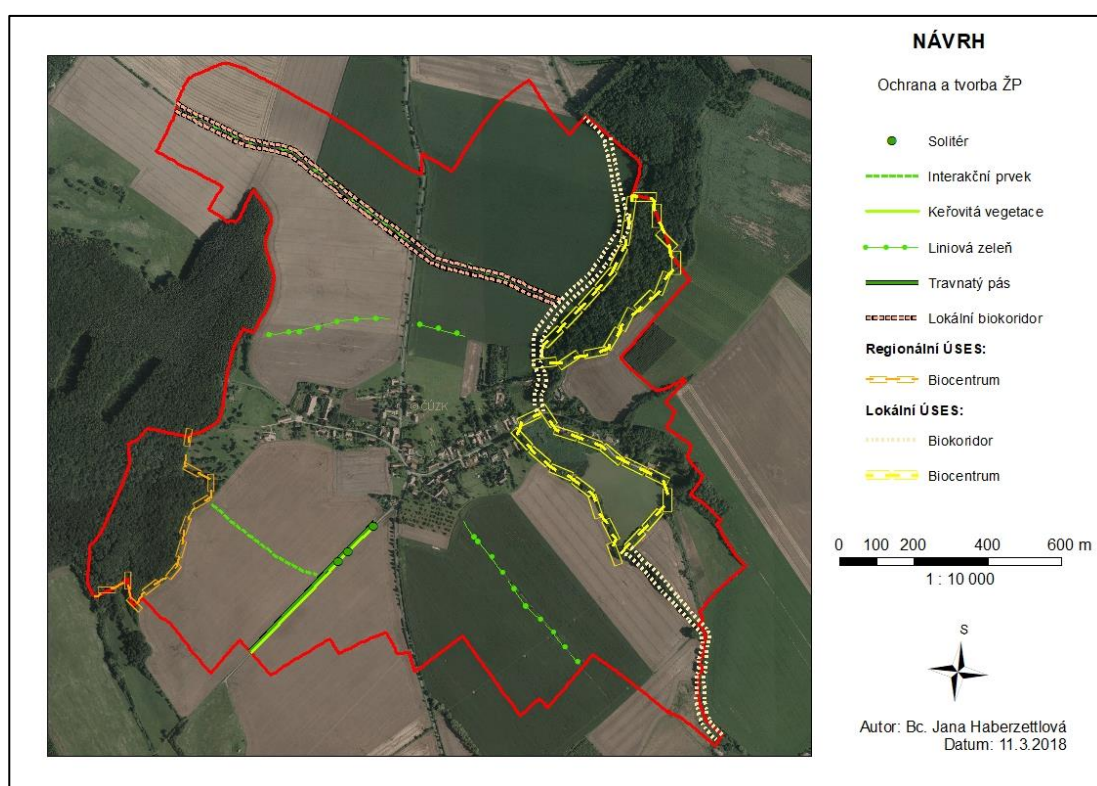 NÁVRH
Ochrana a tvorba ŽP
Solitér
Interakční prvek
Keřovitá vegetace
Liniová zeleň
Travnatý pás
Lokální biokoridor
Regionální ÚSES:
Biocentrum
Lokální ÚSES:
Biokoridor
Biocentrum
0 100 200 400 600 m
1 : 10 000
S
Autor: Bc. Jana Haberzettlová
Datum: 11.3.2018
© ČÚZK